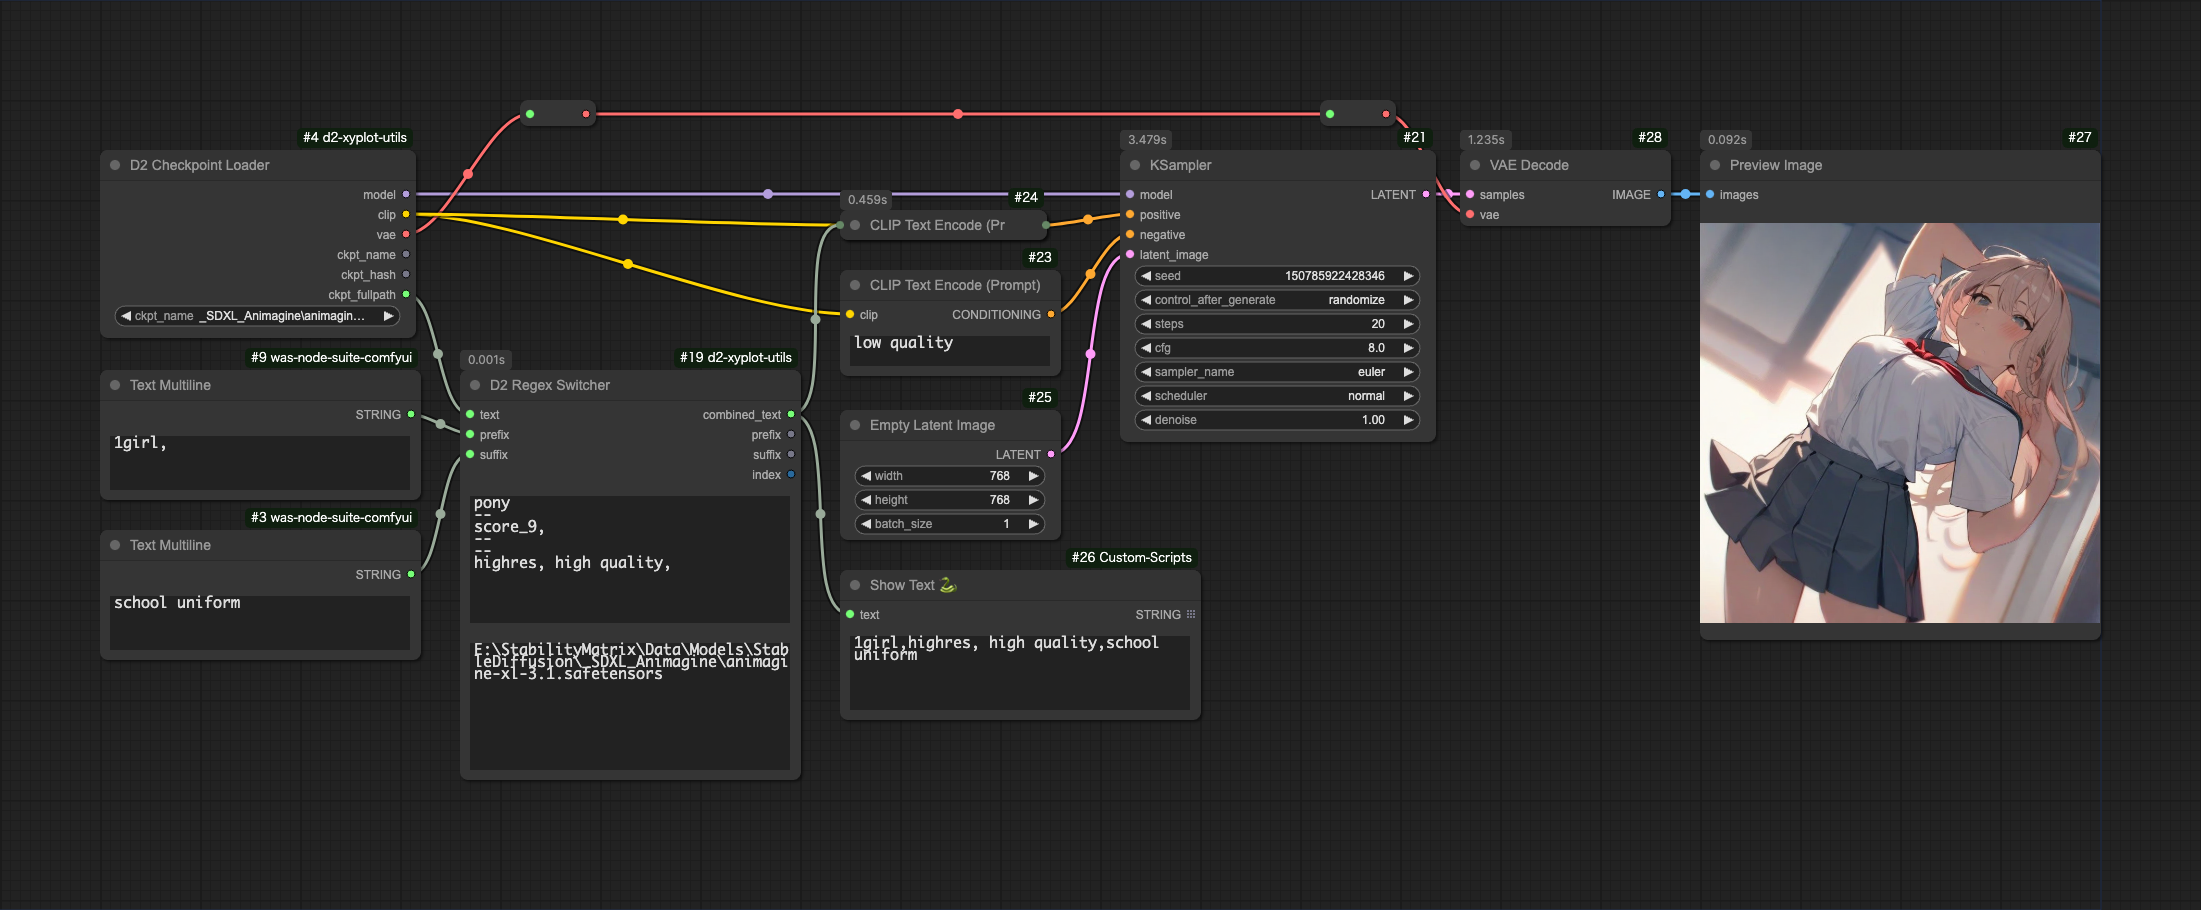 #4 d2-xyplot-utils
D2 Checkpoint Loader
model
clip
vae
ckpt_name
ckpt_hash
ckpt_fullpath
ckpt_name _SDXL_Animagine\animagin...
#9 was-node-suite-comfyui
Text Multiline
STRING
1girl,
#3 was-node-suite-comfyui
Text Multiline
STRING
school uniform
0.001s
#19 d2-xyplot-utils
D2 Regex Switcher
text combined_text
prefix prefix
suffix suffix
index
pony
--
score_9,
--
--
highres, high quality,
E:\StabilityMatrix\Data\Models\Stab
leDiffusion\_SDXL_Animagine\animagi
ne-xl-3.1.safetensors
0.459s
#24
CLIP Text Encode (Pr
#23
CLIP Text Encode (Prompt)
clip CONDITIONING
low quality
#25
Empty Latent Image
LATENT
width 768
height 768
batch_size 1
#26 Custom-Scripts
Show Text 🐍
text STRING
1girl,highres, high quality,school
uniform
3.479s
#21
KSampler
model LATENT
positive
negative
latent_image
seed 150785922428346
control_after_generate randomize
steps 20
cfg 8.0
sampler_name euler
scheduler normal
denoise 1.00
1.235s
#28
VAE Decode
samples IMAGE
vae
0.092s
#27
Preview Image
images